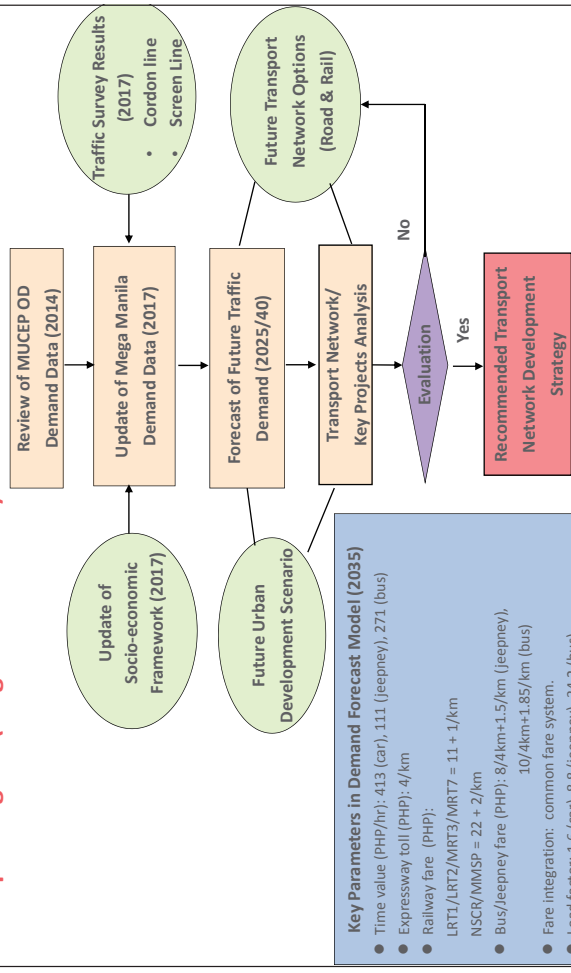 Review of MUCEP OD
Demand Data (2014)
Traffic Survey Results
(2017)
• Cordon line
• Screen Line
Update of
Socio-economic
Framework (2017)
Update of Mega Manila
Demand Data (2017)
Future Urban
Development Scenario
Forecast of Future Traffic
Demand (2025/40)
Future Transport
Network Options
(Road & Rail)
Transport Network/
Key Projects Analysis
Evaluation
No
Yes
Recommended Transport
Network Development
Strategy
Key Parameters in Demand Forecast Model (2035)
● Time value (PHP/hr): 413 (car), 111 (jeepney), 271 (bus)
● Expressway toll (PHP): 4/km
● Railway fare (PHP):
LRT1/LRT2/MRT3/MRT7 = 11 + 1/km
NSCR/MMSP = 22 + 2/km
● Bus/Jeepney fare (PHP): 8/4km+1.5/km (jeepney),
10/4km+1.85/km (bus)
● Fare integration: common fare system.